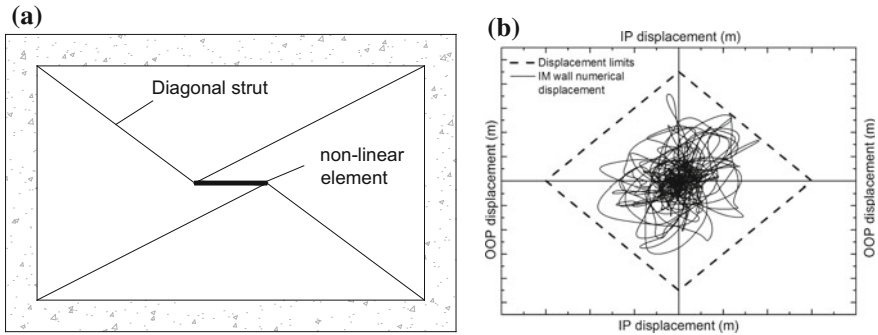 (a)
Diagonal strut
non-linear
element
(b)
IP displacement (m)
Displacement limits
IM wall numerical
displacement
OOP displacement (m)
OOP displacement (m)
IP displacement (m)